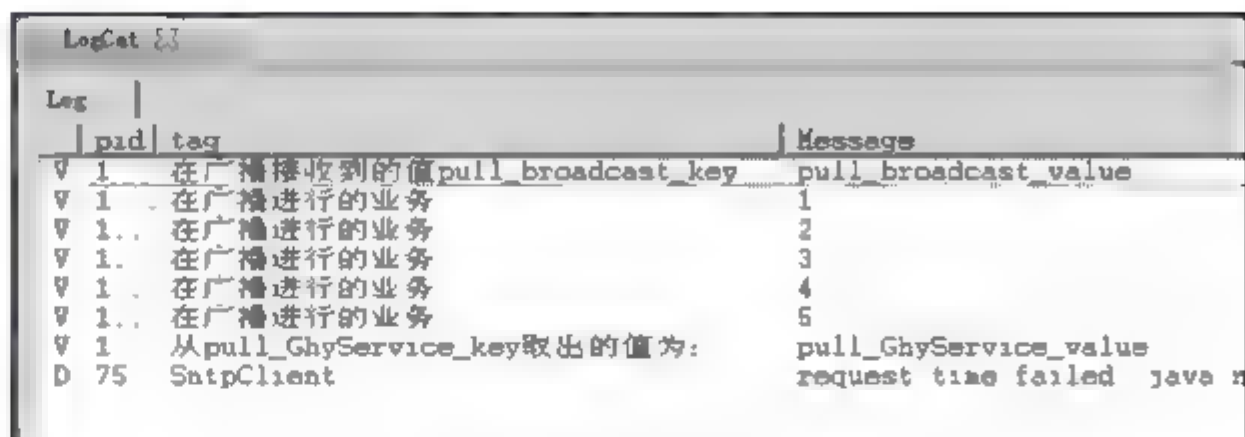 LogCat
Log
pid tag Message
V 1 在广播接收到的值pull_broadcast_key pull_broadcast_value
V 1 . 在广播进行的业务 1
V 1.. 在广播进行的业务 2
V 1. 在广播进行的业务 3
V 1 . 在广播进行的业务 4
V 1.. 在广播进行的业务 5
V 1 从pull_GhyService_key取出的值为: pull_GhyService_value
D 75 SntpClient request time failed java n